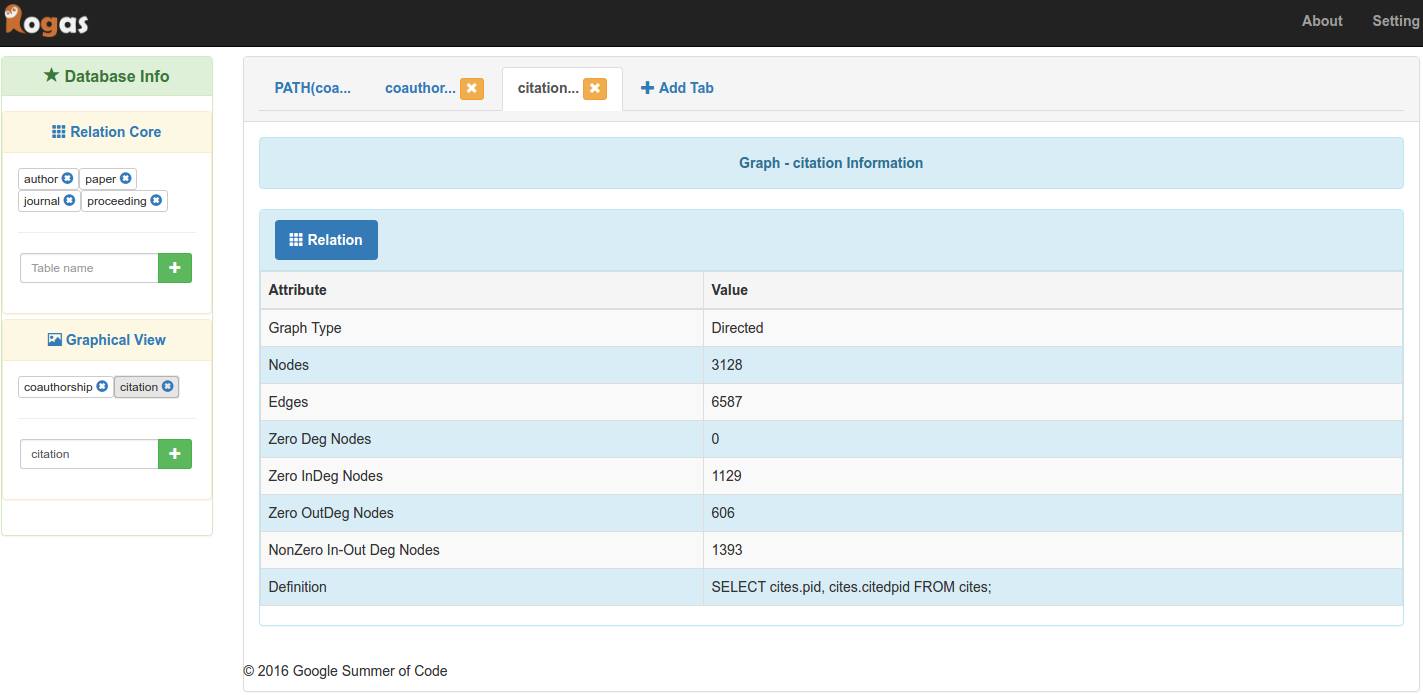 Rogas
About Setting
Database Info
Relation Core
author paper
journal proceeding
Table name
Graphical View
coauthorship citation
citation
PATH(coa... coauthor... citation... Add Tab
Graph - citation Information
Relation
Attribute Value
Graph Type Directed
Nodes 3128
Edges 6587
Zero Deg Nodes 0
Zero InDeg Nodes 1129
Zero OutDeg Nodes 606
NonZero In-Out Deg Nodes 1393
Definition SELECT cites.pid, cites.citedpid FROM cites;
© 2016 Google Summer of Code